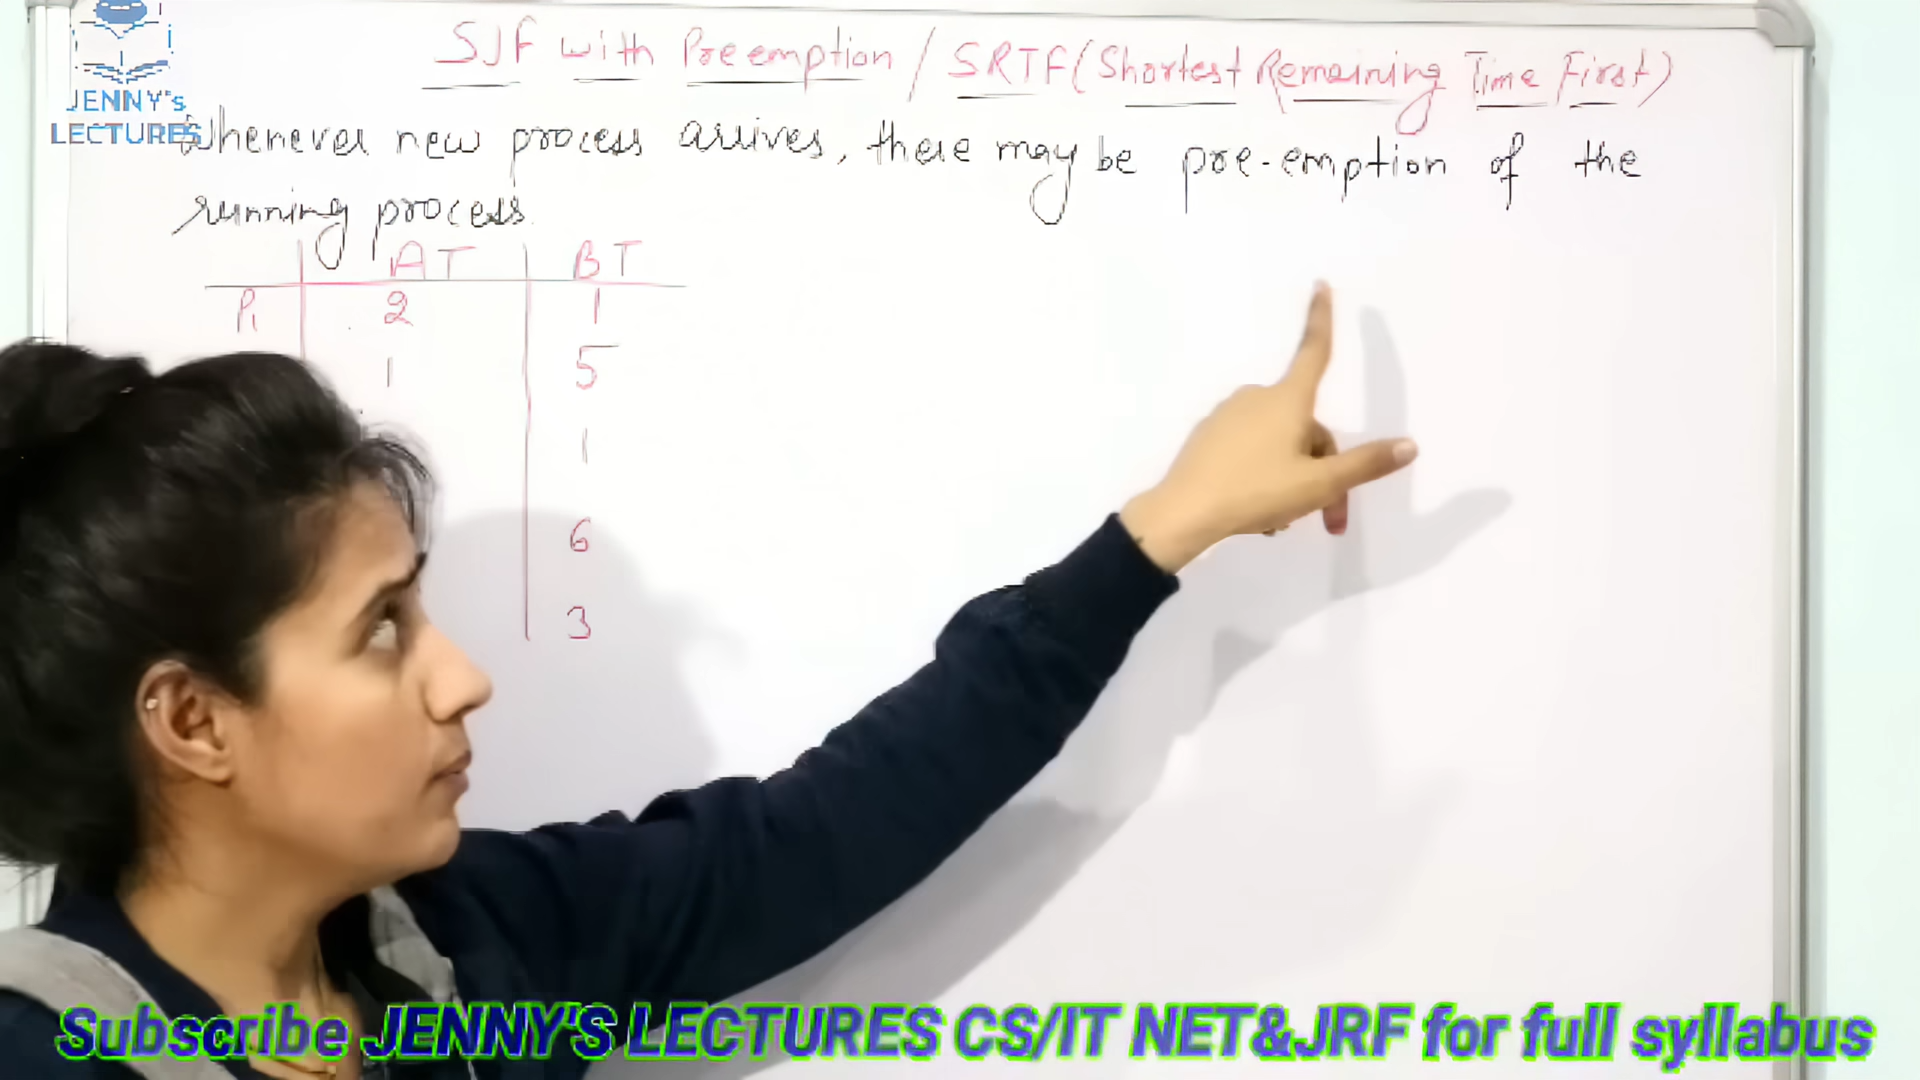 SJF with Preemption / SRTF (Shortest Remaining Time First)
JENNY's
LECTURES
Whenever new process arrives, there may be pre-emption of the
running process.
AT BT
P1 2 1
1 5
1
6
3
Subscribe JENNY'S LECTURES CS/IT NET&JRF for full syllabus